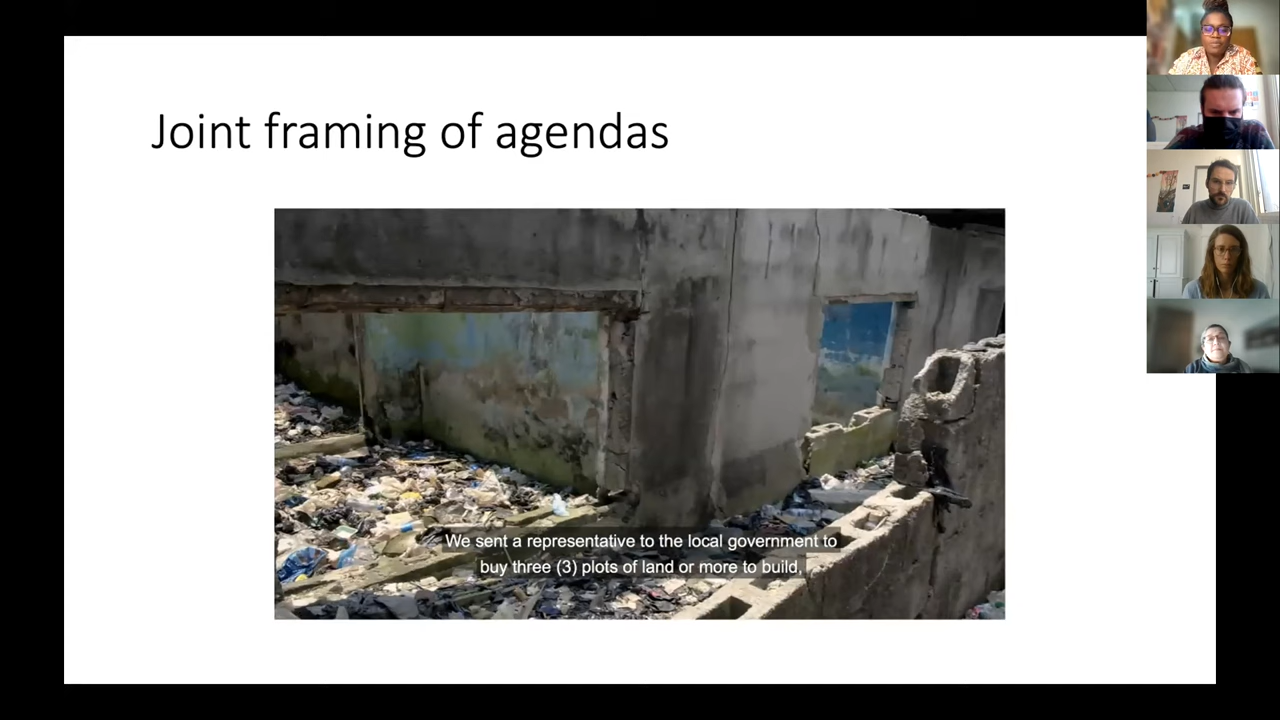 Joint framing of agendas
We sent a representative to the local government to
buy three (3) plots of land or more to build,